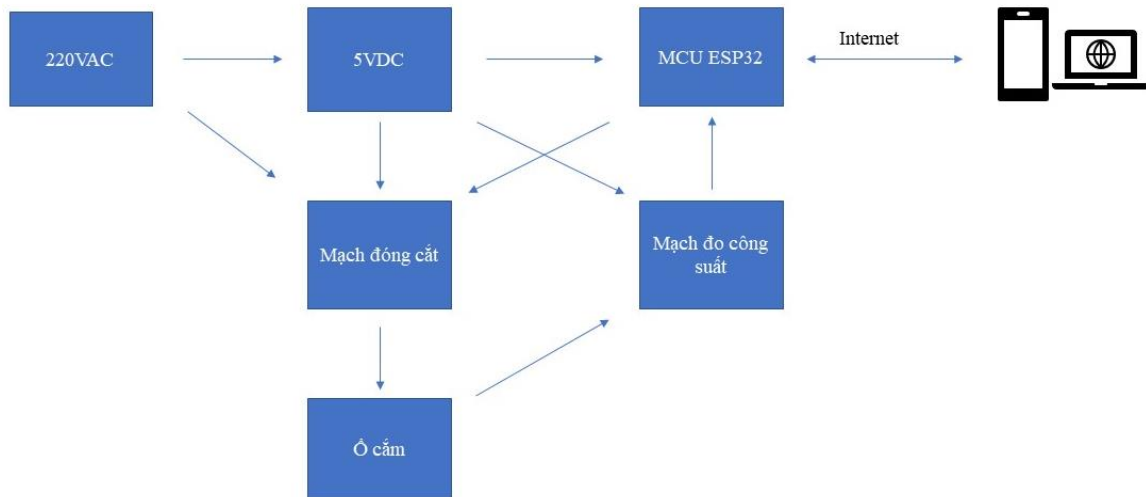 220VAC
5VDC
MCU ESP32
Internet
Mạch đóng cắt
Mạch đo công
suất
Ổ cắm